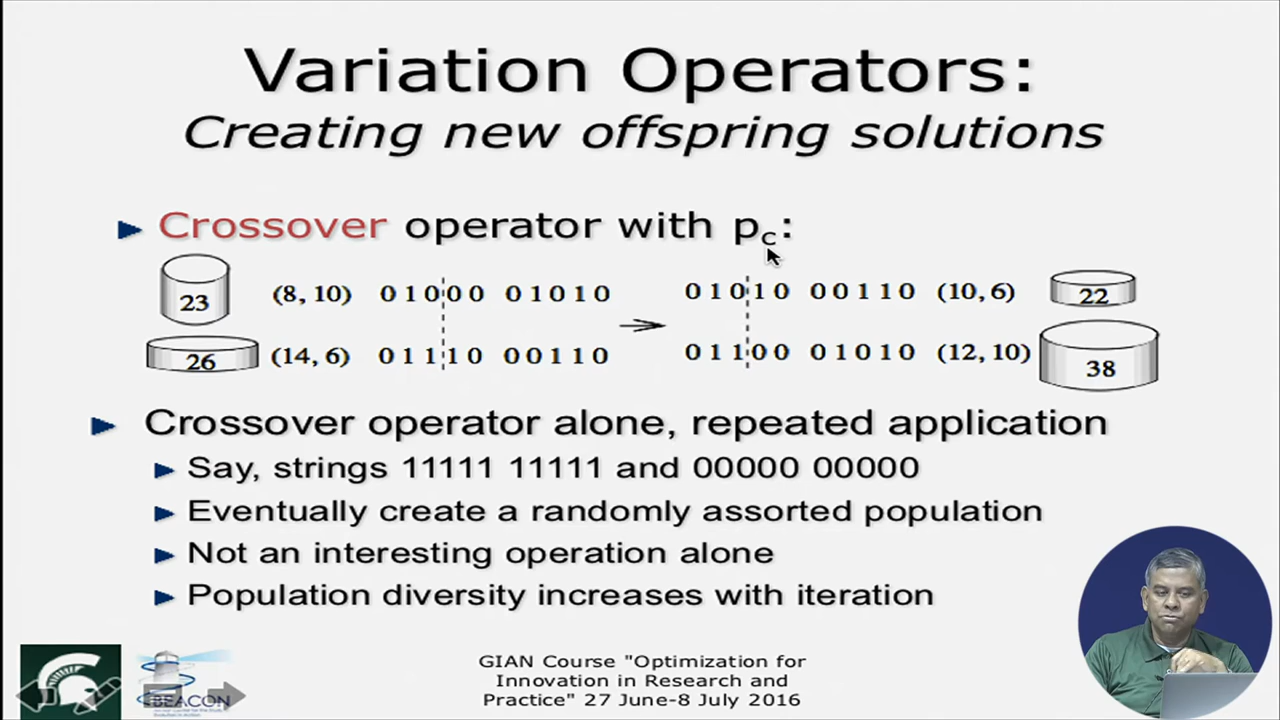 Variation Operators:
Creating new offspring solutions
Crossover operator with pc:
23 (8, 10) 0 1 0 0 0 0 1 0 1 0 0 1 0 1 0 0 0 1 1 0 (10, 6) 22
26 (14, 6) 0 1 1 1 0 0 0 1 1 0 0 1 1 0 0 0 1 0 1 0 (12, 10) 38
Crossover operator alone, repeated application
Say, strings 11111 11111 and 00000 00000
Eventually create a randomly assorted population
Not an interesting operation alone
Population diversity increases with iteration
BEACON
GIAN Course "Optimization for
Innovation in Research and
Practice" 27 June-8 July 2016